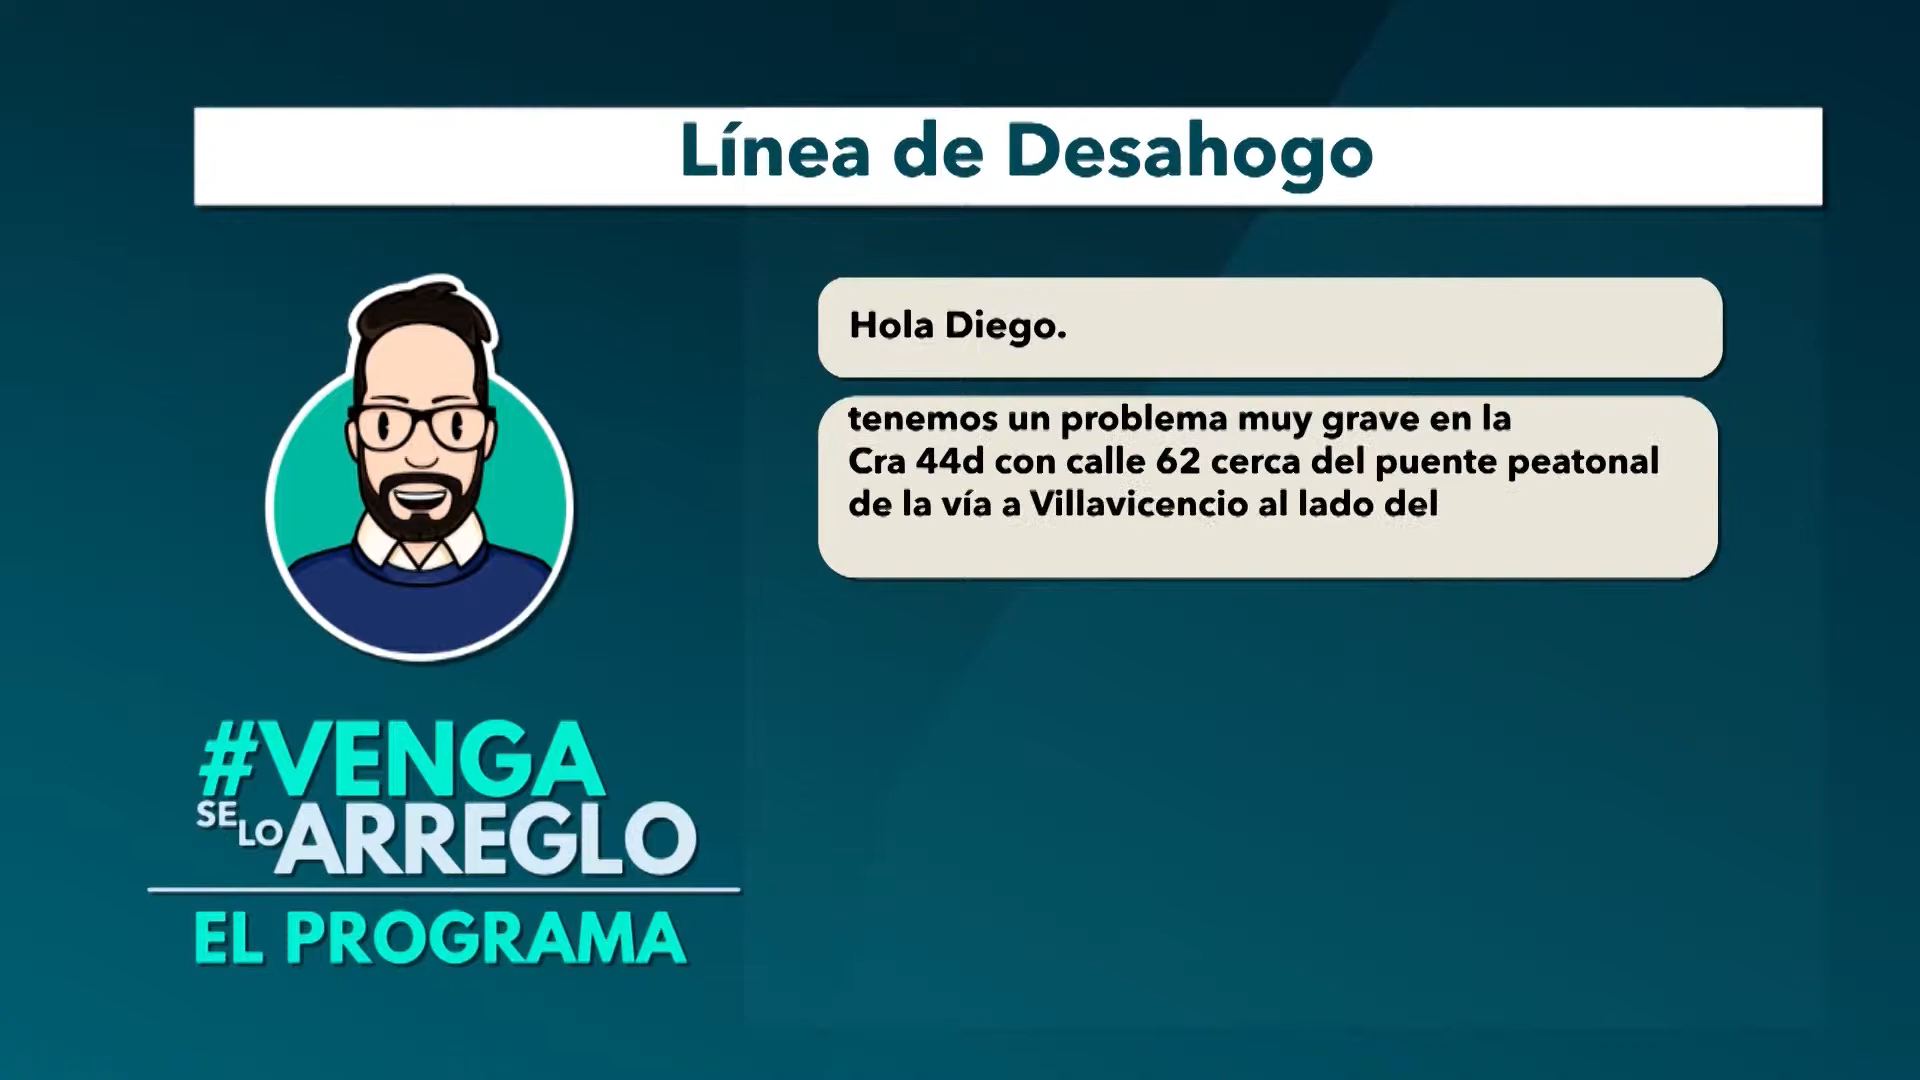 Línea de Desahogo
Hola Diego.
tenemos un problema muy grave en la
Cra 44d con calle 62 cerca del puente peatonal
de la vía a Villavicencio al lado del
#VENGA
SE LO ARREGLO
EL PROGRAMA